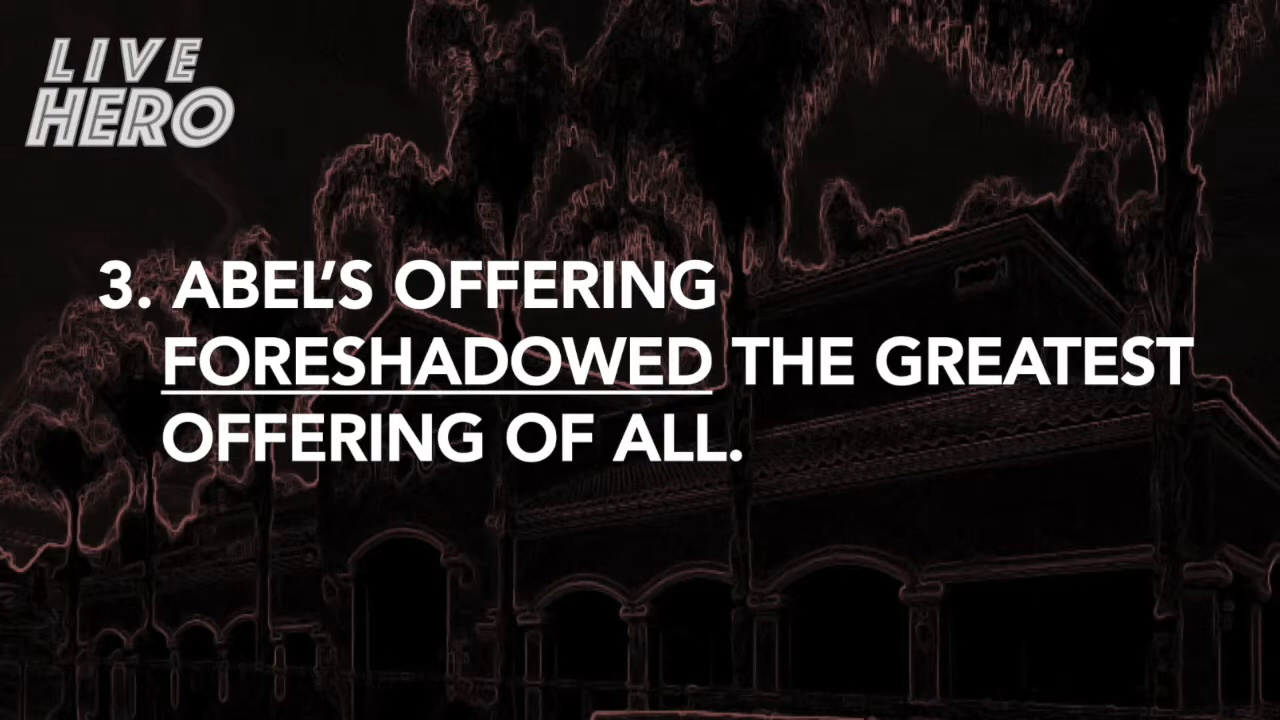 LIVE
HERO
3. ABEL’S OFFERING
FORESHADOWED THE GREATEST
OFFERING OF ALL.